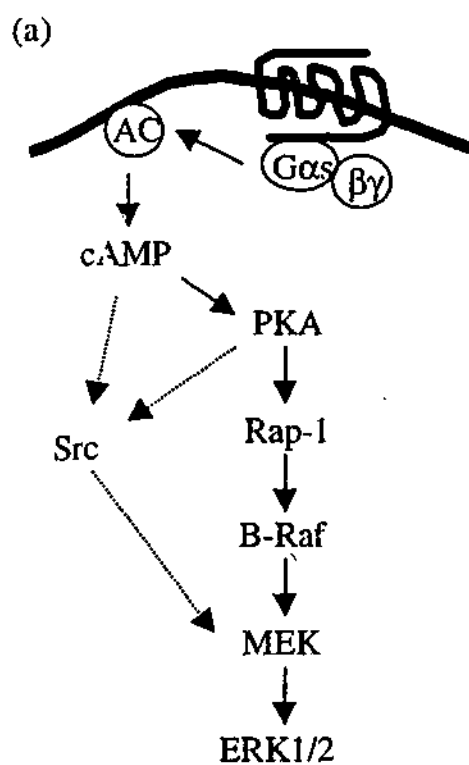 (a)
AC
Gαs
βγ
cAMP
PKA
Src
Rap-1
B-Raf
MEK
ERK1/2